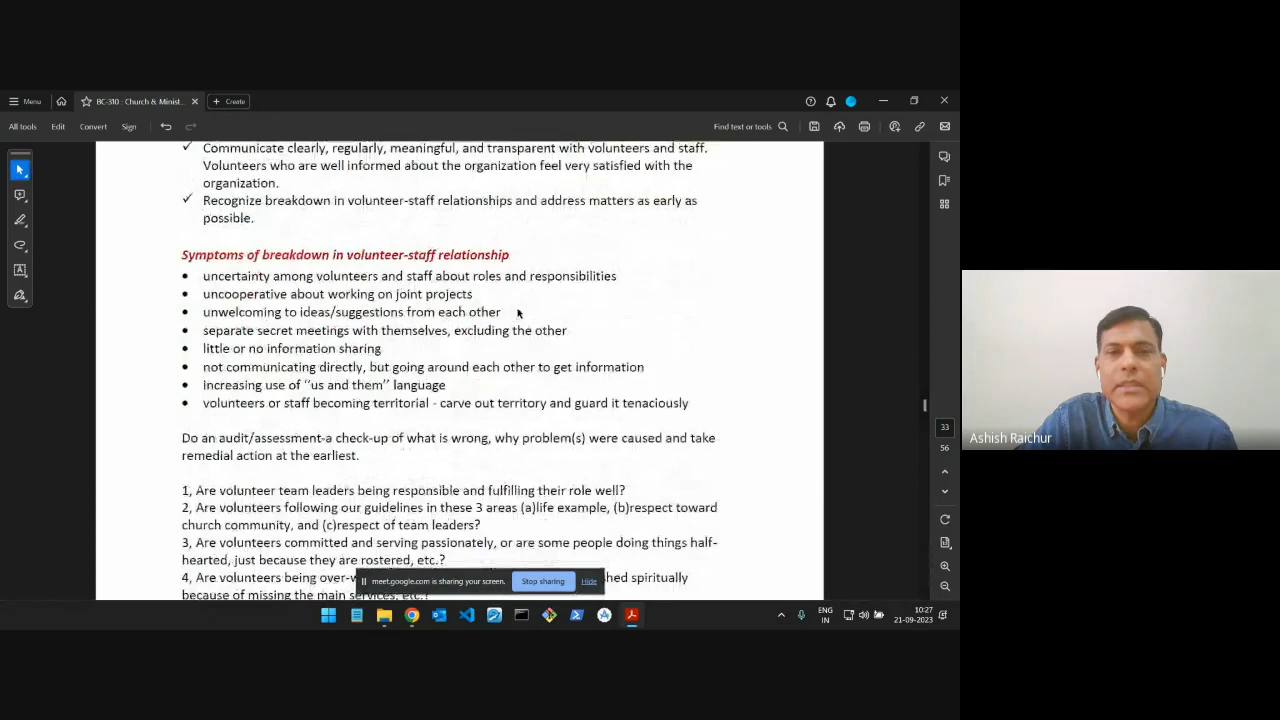 Menu
BC-310 : Church & Minist...
Create
All tools
Edit
Convert
Sign
Find text or tools
✓ Communicate clearly, regularly, meaningful, and transparent with volunteers and staff.
Volunteers who are well informed about the organization feel very satisfied with the
organization.
✓ Recognize breakdown in volunteer-staff relationships and address matters as early as
possible.
Symptoms of breakdown in volunteer-staff relationship
• uncertainty among volunteers and staff about roles and responsibilities
• uncooperative about working on joint projects
• unwelcoming to ideas/suggestions from each other
• separate secret meetings with themselves, excluding the other
• little or no information sharing
• not communicating directly, but going around each other to get information
• increasing use of "us and them" language
• volunteers or staff becoming territorial - carve out territory and guard it tenaciously
Do an audit/assessment-a check-up of what is wrong, why problem(s) were caused and take
remedial action at the earliest.
1, Are volunteer team leaders being responsible and fulfilling their role well?
2, Are volunteers following our guidelines in these 3 areas (a)life example, (b)respect toward
church community, and (c)respect of team leaders?
3, Are volunteers committed and serving passionately, or are some people doing things half-
hearted, just because they are rostered, etc.?
4, Are volunteers being over-
spiritually
because of missing the main services, etc.?
meet.google.com is sharing your screen.
Stop sharing
Hide
33
56
ENG
IN
10:27
21-09-2023
Ashish Raichur